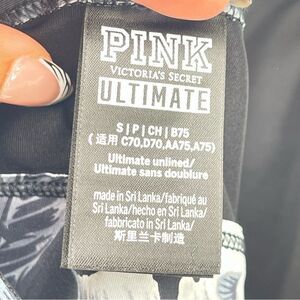 PINK
VICTORIA'S SECRET
ULTIMATE
S|P|CH|B75
(适用 C70,D70,AA75,A75)
Ultimate unlined/
Ultimate sans doublure
made in Sri Lanka/fabriqué au
Sri Lanka/hecho en Sri Lanka/
fabbricato in Sri Lanka/
斯里兰卡制造